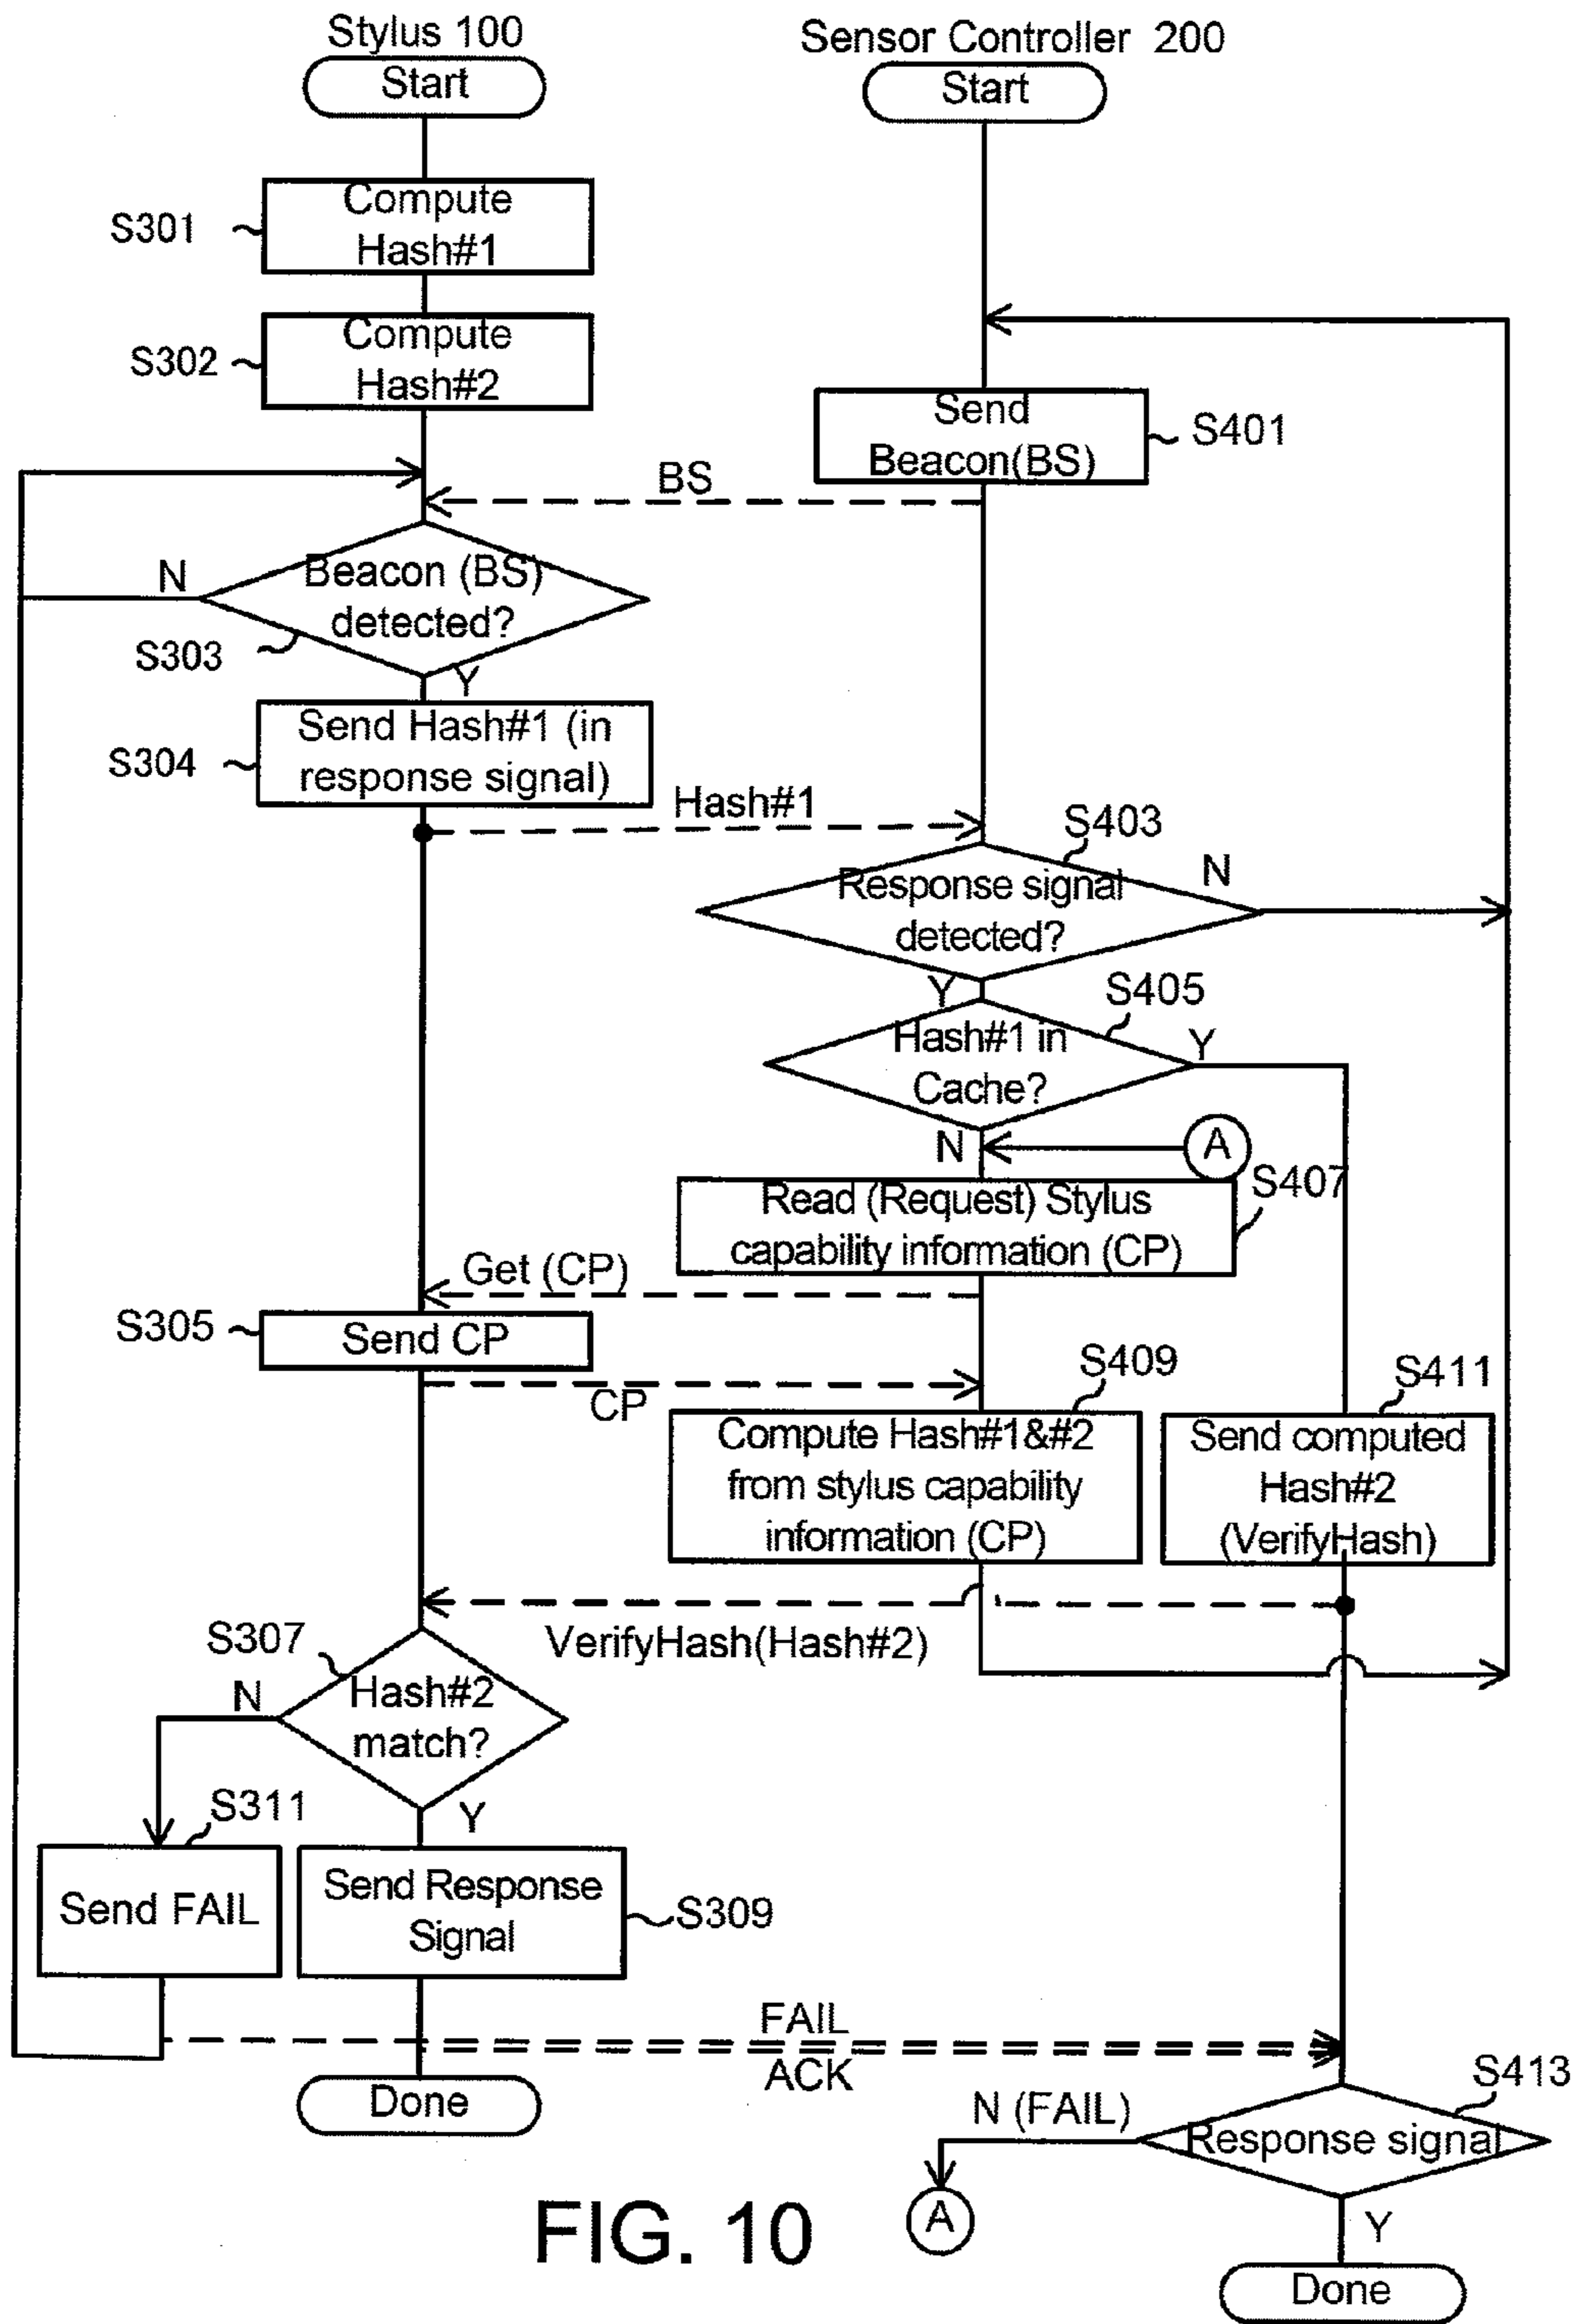 Stylus 100
Sensor Controller 200
Start
Start
S301
Compute
Hash#1
S302
Compute
Hash#2
Send
Beacon(BS)
S401
BS
N
Beacon (BS)
detected?
S303
Y
Send Hash#1 (in
response signal)
S304
Hash#1
S403
Response signal
detected?
N
Y
S405
Hash#1 in
Cache?
Y
N
A
S407
Read (Request) Stylus
capability information (CP)
Get (CP)
S305
Send CP
CP
S409
Compute Hash#1&#2
from stylus capability
information (CP)
S411
Send computed
Hash#2
(VerifyHash)
VerifyHash(Hash#2)
S307
N
Hash#2
match?
Y
S311
Send FAIL
Send Response
Signal
S309
FAIL
ACK
Done
S413
N (FAIL)
Response signal
A
Y
Done
FIG. 10